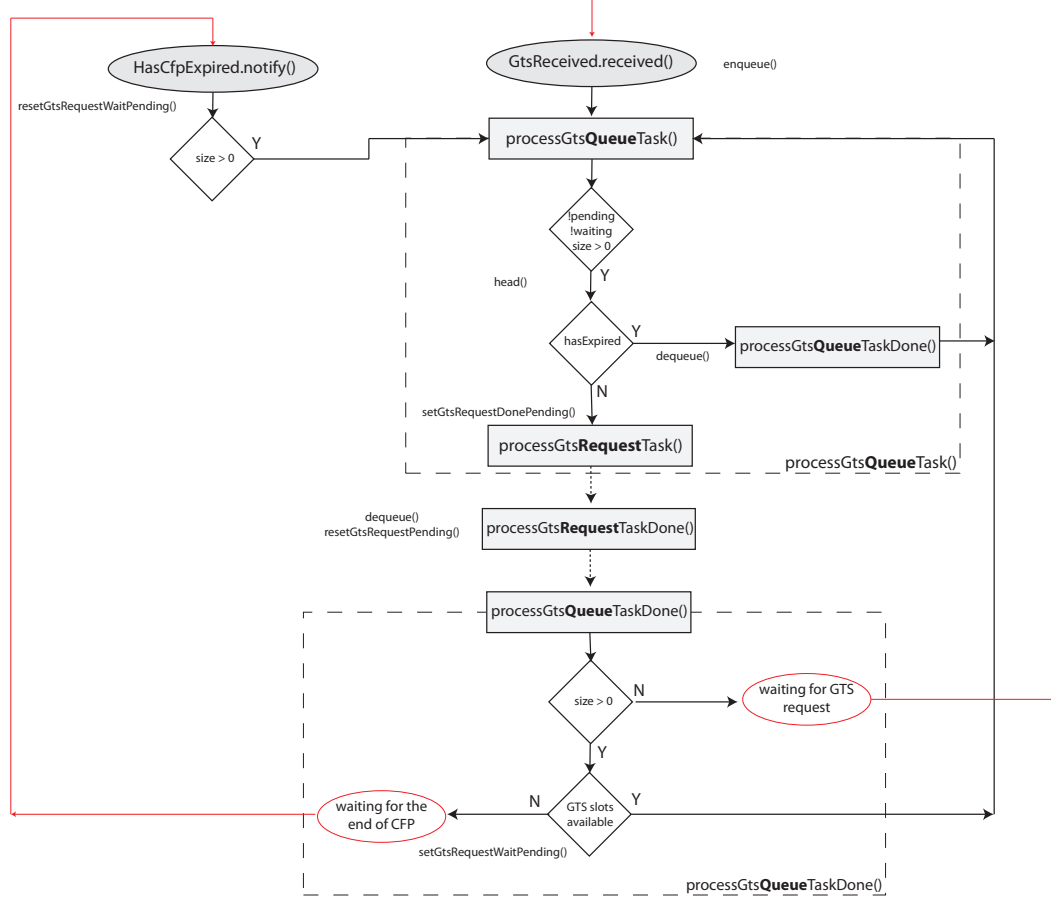 HasCfpExpired.notify()
GtsReceived.received()
enqueue()
resetGtsRequestWaitPending()
size > 0
Y
processGtsQueueTask()
!pending
!waiting
size > 0
Y
head()
hasExpired
Y
dequeue()
processGtsQueueTaskDone()
N
setGtsRequestDonePending()
processGtsRequestTask()
processGtsQueueTask()
dequeue()
resetGtsRequestPending()
processGtsRequestTaskDone()
processGtsQueueTaskDone()
size > 0
N
waiting for GTS
request
Y
waiting for the
end of CFP
N
GTS slots
available
Y
setGtsRequestWaitPending()
processGtsQueueTaskDone()